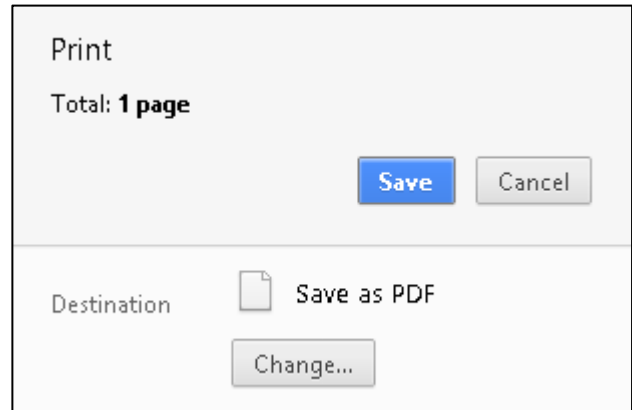 Print
Total: 1 page
Save Cancel
Destination Save as PDF
Change...